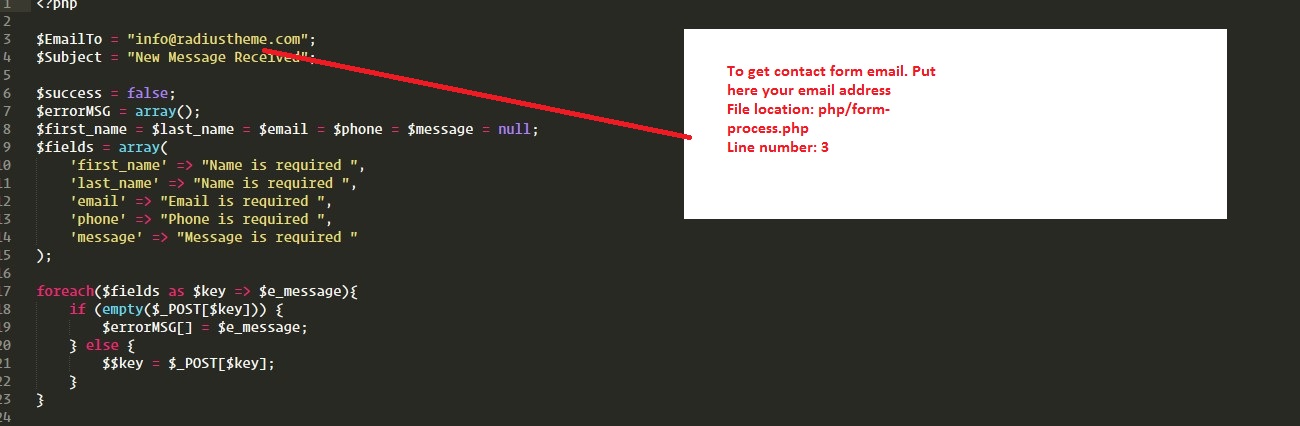 1 <?php
2
3 $EmailTo = "info@radiustheme.com";
4 $Subject = "New Message Received";
5
6 $success = false;
7 $errorMSG = array();
8 $first_name = $last_name = $email = $phone = $message = null;
9 $fields = array(
10 'first_name' => "Name is required ",
11 'last_name' => "Name is required ",
12 'email' => "Email is required ",
13 'phone' => "Phone is required ",
14 'message' => "Message is required "
15 );
16
17 foreach($fields as $key => $e_message){
18 if (empty($_POST[$key])) {
19 $errorMSG[] = $e_message;
20 } else {
21 $$key = $_POST[$key];
22 }
23 }
24
To get contact form email. Put
here your email address
File location: php/form-
process.php
Line number: 3